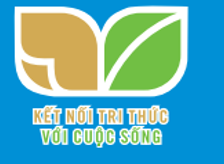 KẾT NỐI TRI THỨC
VỚI CUỘC SỐNG